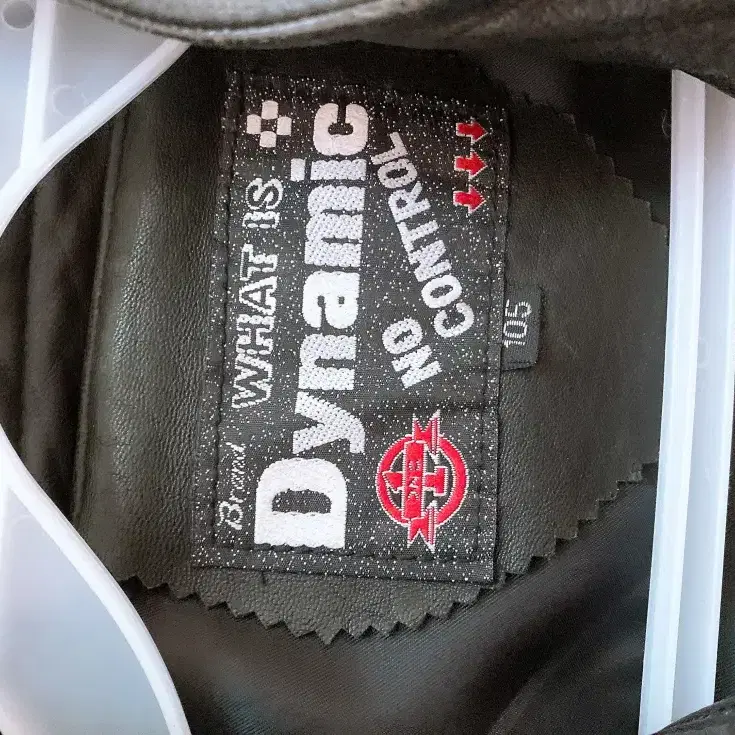 Brand WHAT IS
Dynamic
NO CONTROL
105